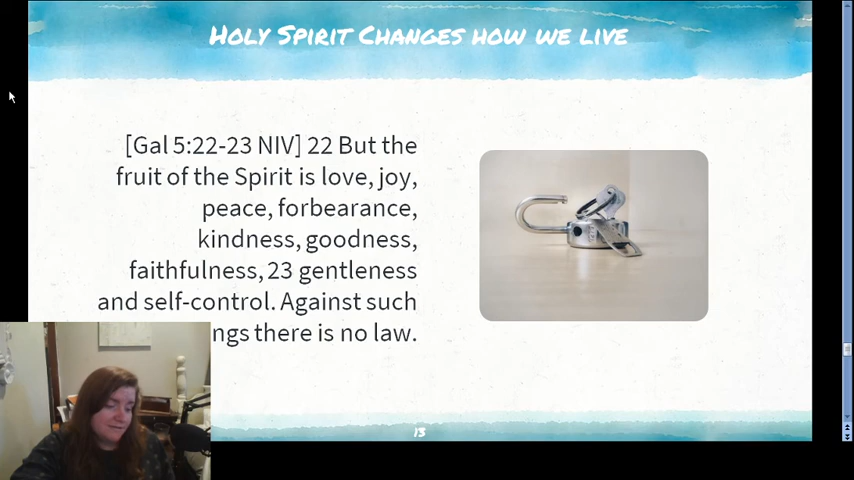 Holy Spirit Changes how we live
[Gal 5:22-23 NIV] 22 But the
fruit of the Spirit is love, joy,
peace, forbearance,
kindness, goodness,
faithfulness, 23 gentleness
and self-control. Against such
ngs there is no law.
13